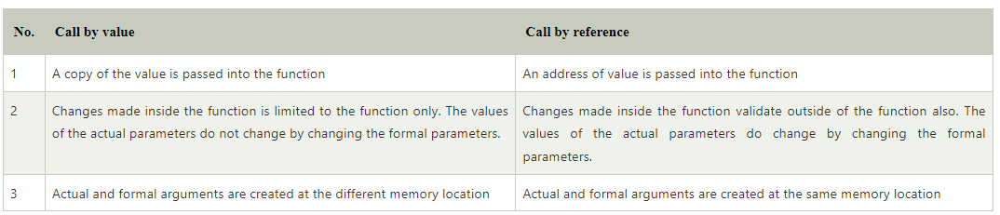 No. Call by value Call by reference
1 A copy of the value is passed into the function An address of value is passed into the function
2 Changes made inside the function is limited to the function only. The values
of the actual parameters do not change by changing the formal parameters.
Changes made inside the function validate outside of the function also. The
values of the actual parameters do change by changing the formal
parameters.
3 Actual and formal arguments are created at the different memory location Actual and formal arguments are created at the same memory location